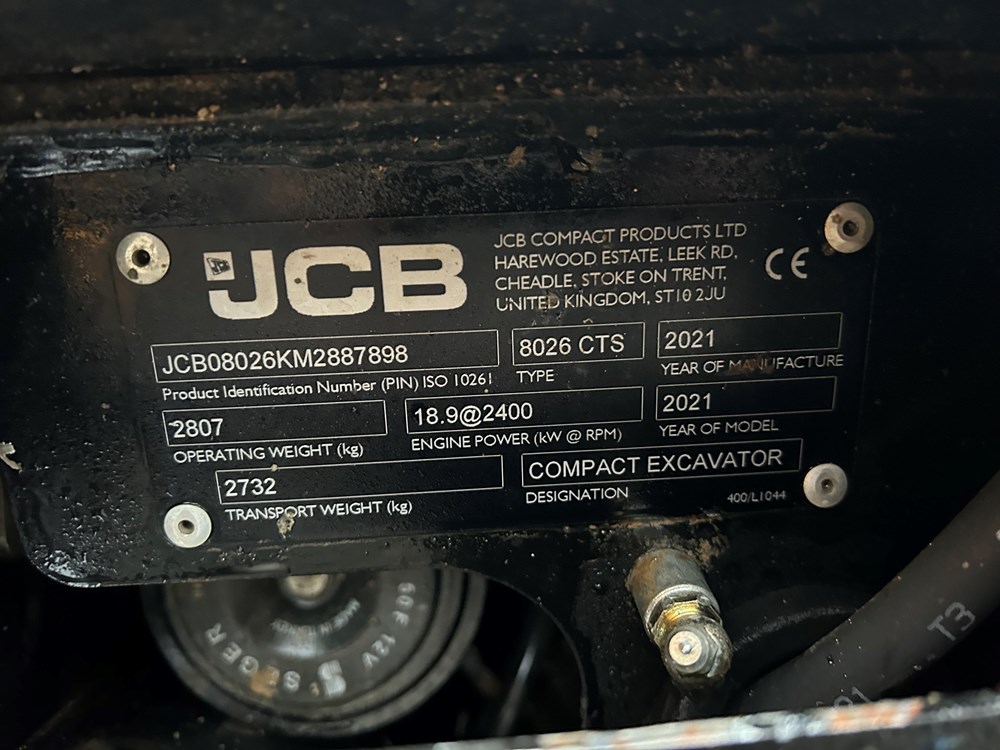 JCB
JCB COMPACT PRODUCTS LTD
HAREWOOD ESTATE, LEEK RD,
CHEADLE, STOKE ON TRENT,
UNITED KINGDOM, ST10 2JU
CE
JCB08026KM2887898
Product Identification Number (PIN) ISO 10261
8026 CTS
TYPE
2021
YEAR OF MANUFACTURE
2807
OPERATING WEIGHT (kg)
18.9@2400
ENGINE POWER (kW @ RPM)
2021
YEAR OF MODEL
2732
TRANSPORT WEIGHT (kg)
COMPACT EXCAVATOR
DESIGNATION
400/L1044
SEGER
50F 12V
T3